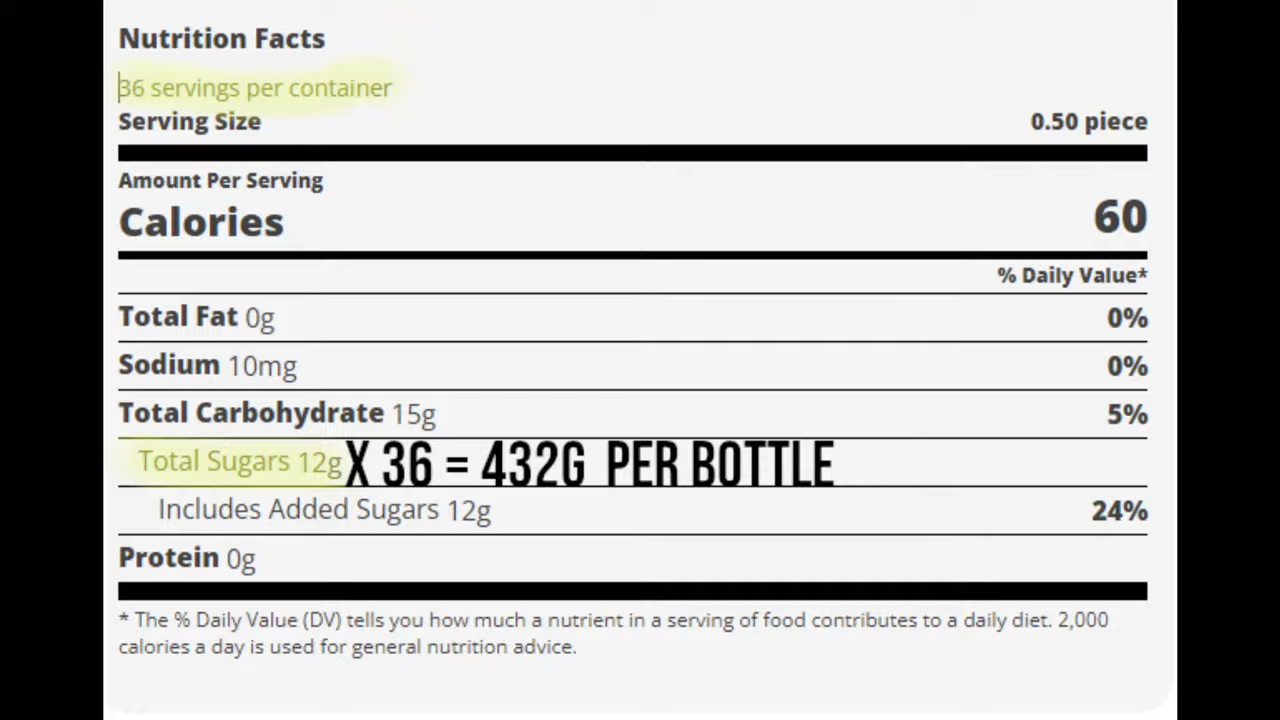 Nutrition Facts
36 servings per container
Serving Size 0.50 piece
Amount Per Serving
Calories 60
% Daily Value*
Total Fat 0g 0%
Sodium 10mg 0%
Total Carbohydrate 15g 5%
Total Sugars 12g X 36 = 432G PER BOTTLE
Includes Added Sugars 12g 24%
Protein 0g
* The % Daily Value (DV) tells you how much a nutrient in a serving of food contributes to a daily diet. 2,000
calories a day is used for general nutrition advice.